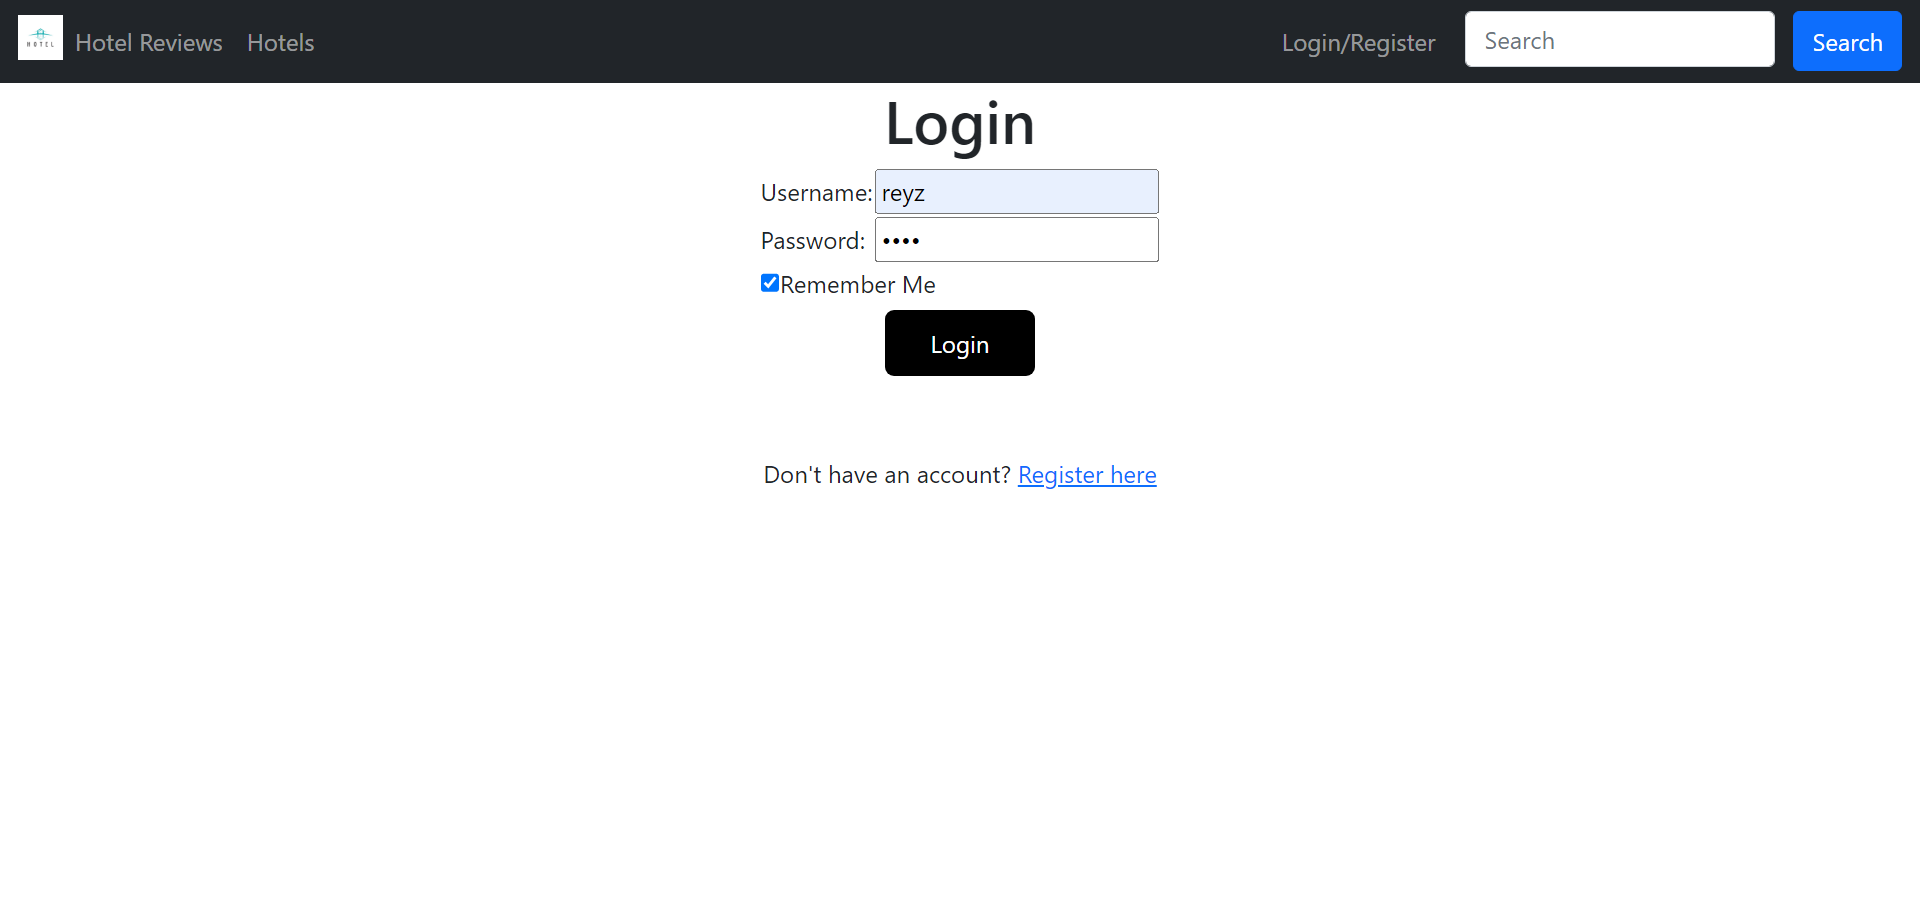 HOTEL Hotel Reviews Hotels Login/Register Search Search
Login
Username: reyz
Password: ••••
Remember Me
Login
Don't have an account? Register here